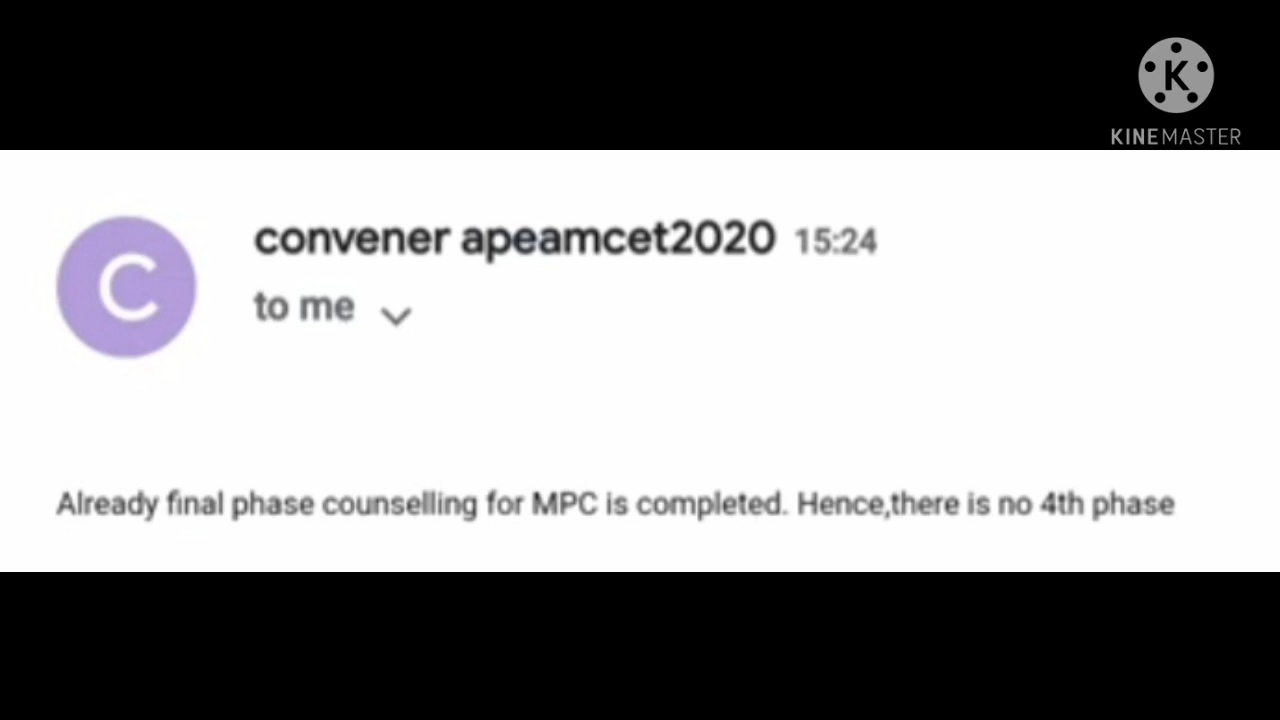 K
KINEMASTER
C
convener apeamcet2020 15:24
to me
Already final phase counselling for MPC is completed. Hence,there is no 4th phase